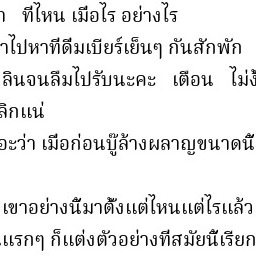 ที่ไหน เมื่อไร อย่างไร
าไปหาที่ดื่มเบียร์เย็นๆ กันสักพัก
ลินจนลืมไปรับนะคะ เตือน ไม่งั้
ลิกแน่
อะว่า เมื่อก่อนบู๊ล้างผลาญขนาดนี้
เขาอย่างนี้มาตั้งแต่ไหนแต่ไรแล้ว
แรกๆ ก็แต่งตัวอย่างที่สมัยนี้เรียก